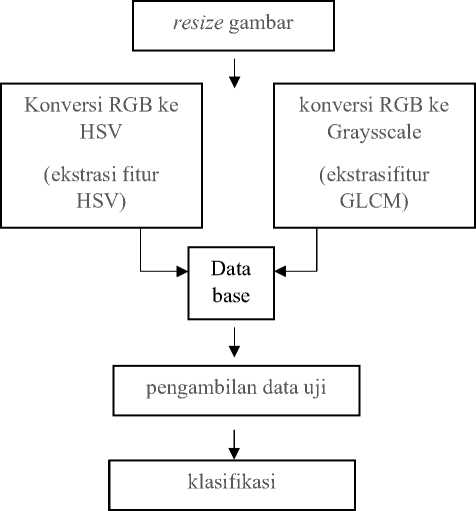 resize gambar
Konversi RGB ke
HSV
(ekstrasi fitur
HSV)
konversi RGB ke
Graysscale
(ekstrasifitur
GLCM)
Data
base
pengambilan data uji
klasifikasi